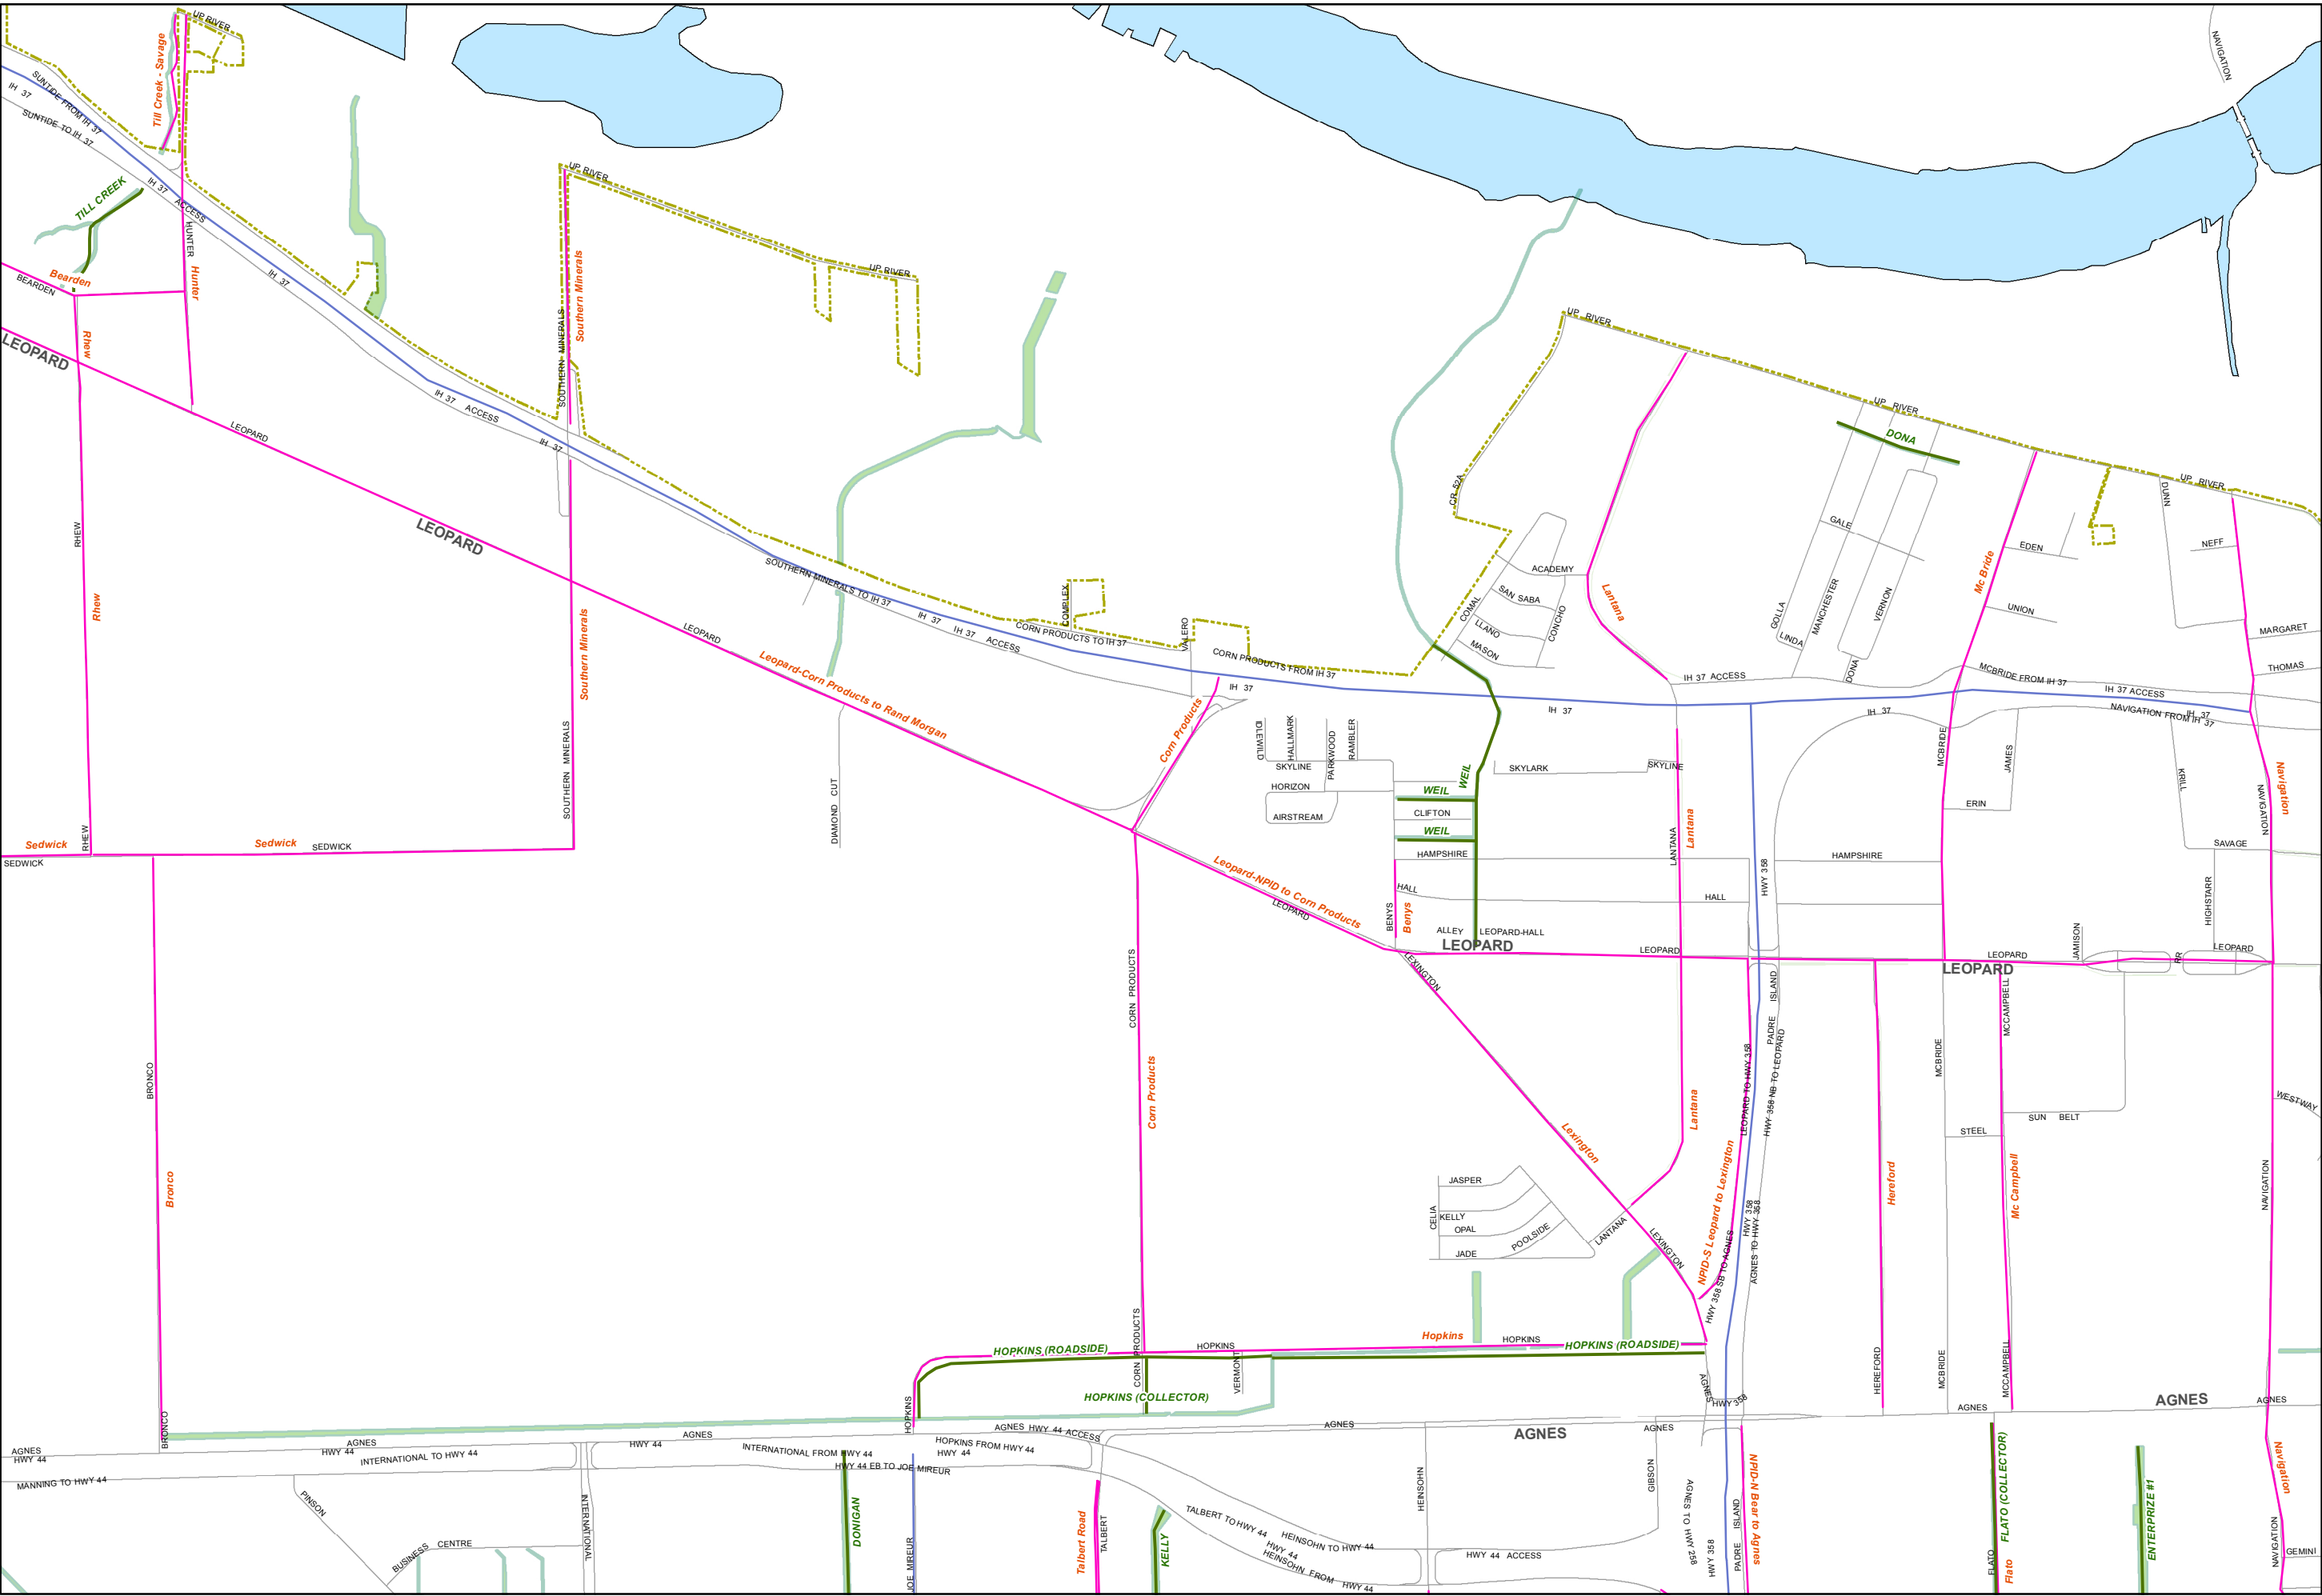 UP RIVER
NAVIGATION
Till Creek - Savage
SUNTIDE FROM IH 37
IH 37
SUNTIDE TO IH 37
TILL CREEK
IH 37 ACCESS
HUNTER
Hunter
UP RIVER
UP RIVER
Bearden
BEARDEN
IH 37
Southern Minerals
SOUTHERN MINERALS
Rhew
LEOPARD
UP RIVER
IH 37 ACCESS
LEOPARD
IH 37
UP RIVER
DONA
CR 52A
UP RIVER
DUNN
LEOPARD
RHEW
GALE
EDEN
NEFF
Mc Bride
SOUTHERN MINERALS TO IH 37
ACADEMY
SAN SABA
COMAL
LLANO
CONCHO
MASON
Lantana
GOLLA
MANCHESTER
VERNON
LINDA
DONA
UNION
MARGARET
THOMAS
Rhew
COMPLEX
IH 37
IH 37 ACCESS
CORN PRODUCTS TO IH 37
VALERO
CORN PRODUCTS FROM IH 37
LEOPARD
Leopard-Corn Products to Rand Morgan
Southern Minerals
IH 37
IH 37
IH 37 ACCESS
MCBRIDE FROM IH 37
IH 37 ACCESS
IH 37
IH 37
NAVIGATION FROM IH 37
Corn Products
IDLEWILD
HALLMARK
PARKWOOD
RAMBLER
SKYLINE
HORIZON
AIRSTREAM
WEIL
WEIL
CLIFTON
WEIL
SKYLARK
SKYLINE
MCBRIDE
JAMES
ERIN
KRILL
NAVIGATION
Navigation
SOUTHERN MINERALS
DIAMOND CUT
LANTANA
Lantana
RHEW
Sedwick
SEDWICK
Sedwick
SEDWICK
HAMPSHIRE
HWY 358
HAMPSHIRE
SAVAGE
HIGHSTARR
Leopard-NPID to Corn Products
LEOPARD
HALL
BENYS
Benys
HALL
ALLEY LEOPARD-HALL
LEOPARD
LEOPARD
LEXINGTON
JAMISON
LEOPARD
RR
LEOPARD
LEOPARD
CORN PRODUCTS
PADRE ISLAND
MCCAMPBELL
BRONCO
Corn Products
LEOPARD TO HWY 358
HWY 358 NB TO LEOPARD
MCBRIDE
Lantana
WESTWAY
SUN BELT
STEEL
Lexington
Bronco
JASPER
CELIA
KELLY
OPAL
POOLSIDE
JADE
LANTANA
LEXINGTON
NPID-S Leopard to Lexington
HWY 358
AGNES TO HWY 358
HWY 358 SB TO AGNES
Hereford
Mc Campbell
NAVIGATION
Hopkins
HOPKINS
HOPKINS (ROADSIDE)
HOPKINS (ROADSIDE)
HOPKINS
CORN PRODUCTS
VERMONT
HOPKINS (COLLECTOR)
HEREFORD
MCBRIDE
MCCAMPBELL
AGNES
AGNES
HWY 358
AGNES
AGNES
BRONCO
HOPKINS
AGNES
HWY 44
AGNES
HWY 44
INTERNATIONAL TO HWY 44
AGNES
HWY 44
INTERNATIONAL FROM HWY 44
AGNES HWY 44 ACCESS
HOPKINS FROM HWY 44
HWY 44
HWY 44 EB TO JOE MIREUR
AGNES
AGNES
AGNES
MANNING TO HWY 44
PINSON
BUSINESS CENTRE
INTERNATIONAL
DONIGAN
JOE MIREUR
Talbert Road
TALBERT
KELLY
TALBERT TO HWY 44
HEINSOHN TO HWY 44
HWY 44
HEINSOHN FROM HWY 44
HEINSOHN
HWY 44 ACCESS
GIBSON
AGNES TO HWY 258
HWY 358
PADRE ISLAND
NPID-N Bear to Agnes
FLATO
FLATO (COLLECTOR)
Flato
ENTERPRIZE #1
Navigation
NAVIGATION
GEMINI